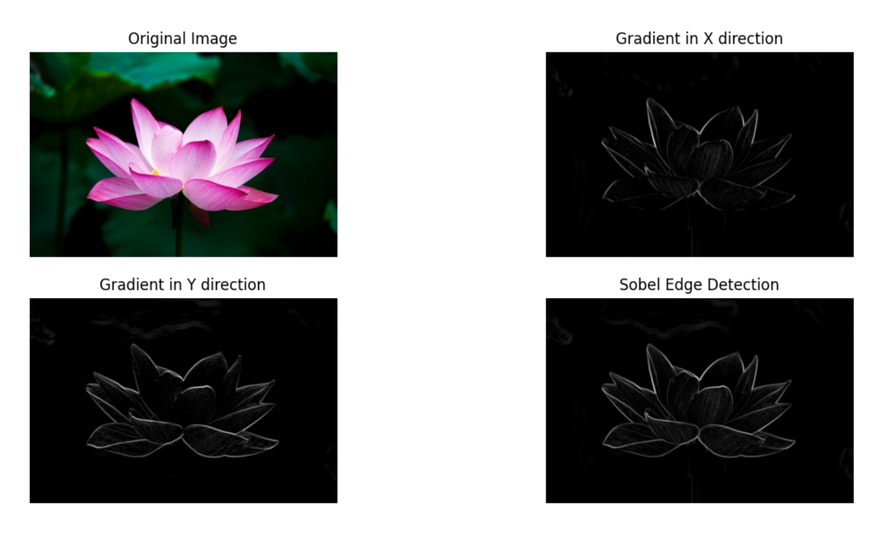 Original Image
Gradient in X direction
Gradient in Y direction
Sobel Edge Detection